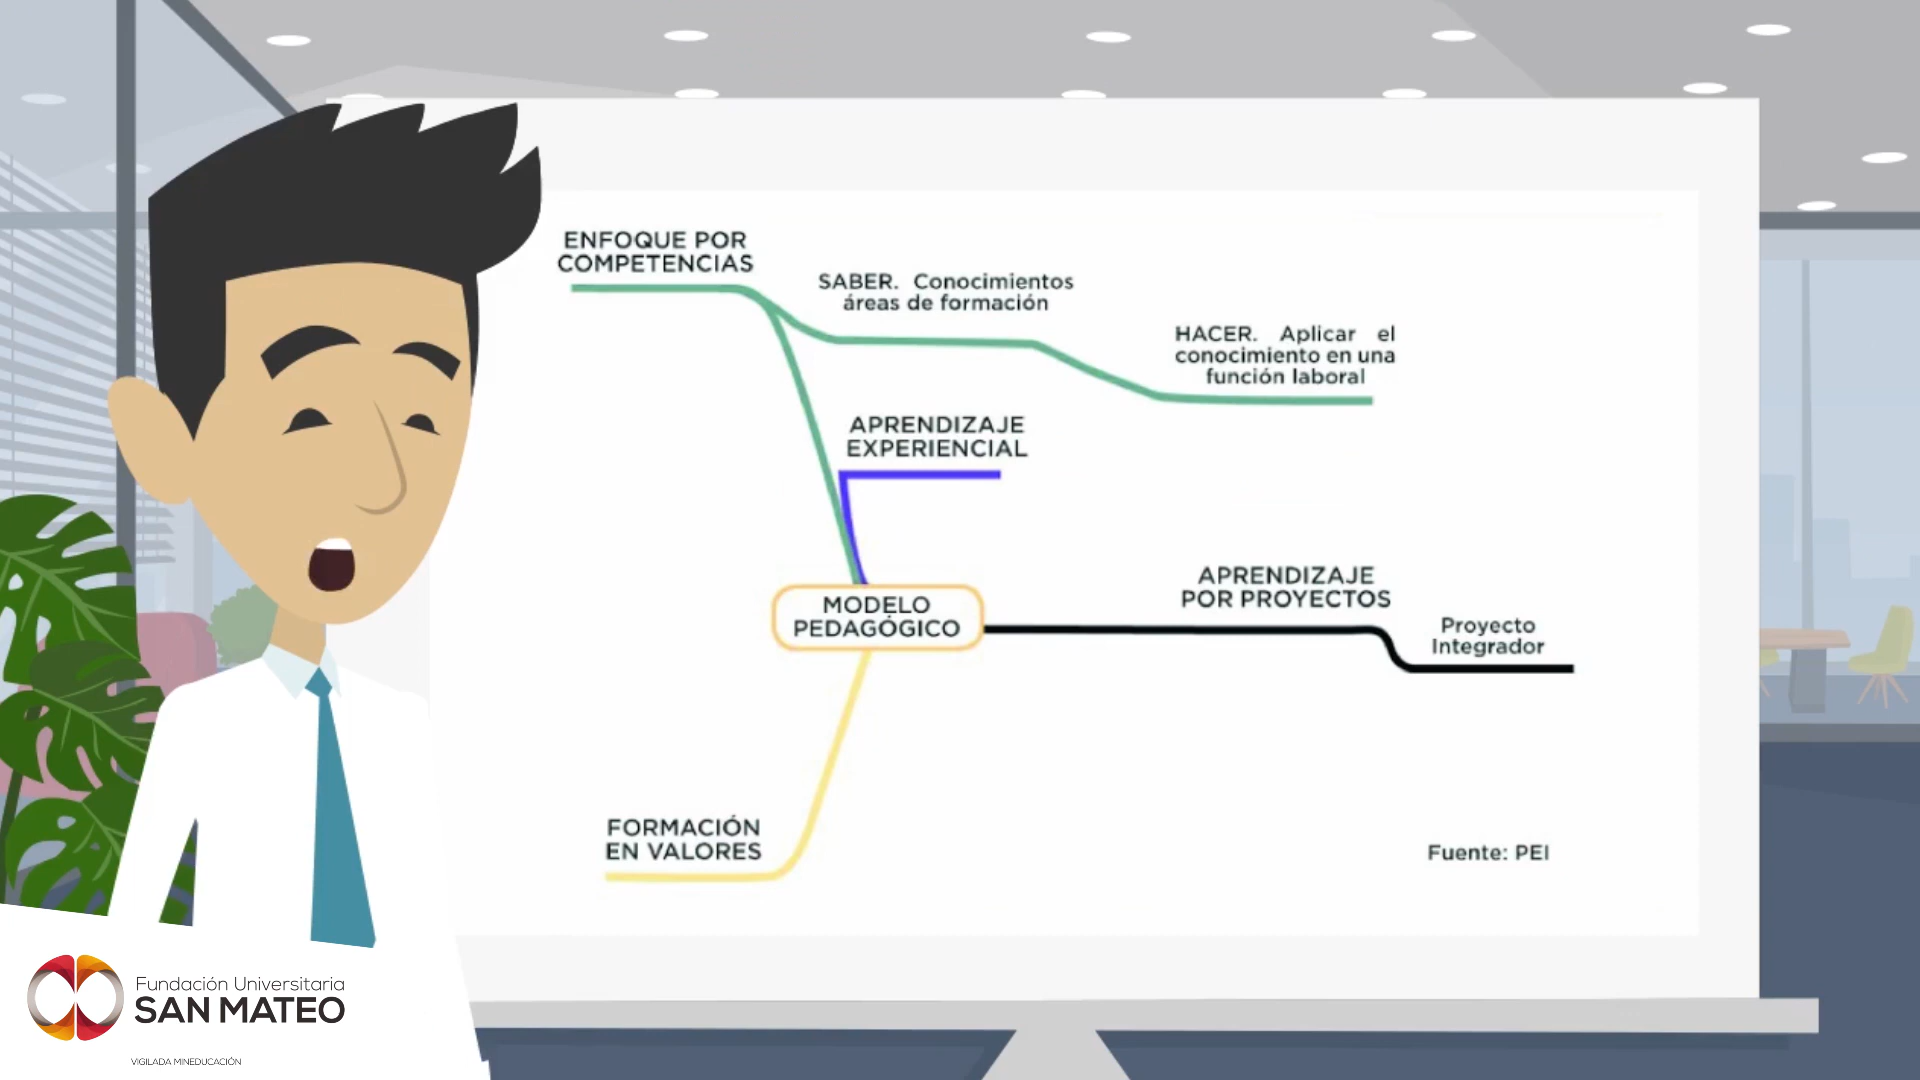 ENFOQUE POR
COMPETENCIAS
SABER. Conocimientos
áreas de formación
HACER. Aplicar el
conocimiento en una
función laboral
APRENDIZAJE
EXPERIENCIAL
MODELO
PEDAGÓGICO
APRENDIZAJE
POR PROYECTOS
Proyecto
Integrador
FORMACIÓN
EN VALORES
Fuente: PEI
Fundación Universitaria
SAN MATEO
VIGILADA MINEDUCACIÓN